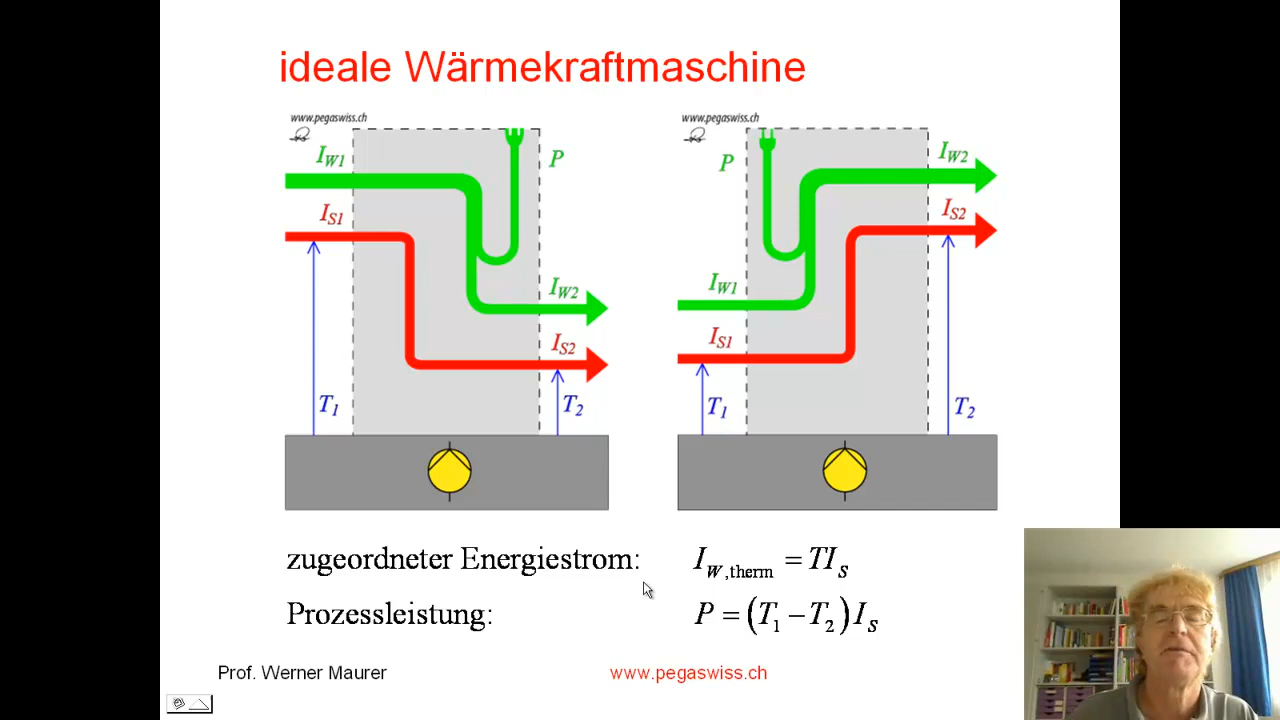 ideale Wärmekraftmaschine
www.pegaswiss.ch
I_W1
P
I_S1
I_W2
I_S2
T_1
T_2
www.pegaswiss.ch
P
I_W2
I_S2
I_W1
I_S1
T_1
T_2
zugeordneter Energiestrom: I_W,therm = TI_S
Prozessleistung: P = (T_1 − T_2) I_S
Prof. Werner Maurer
www.pegaswiss.ch